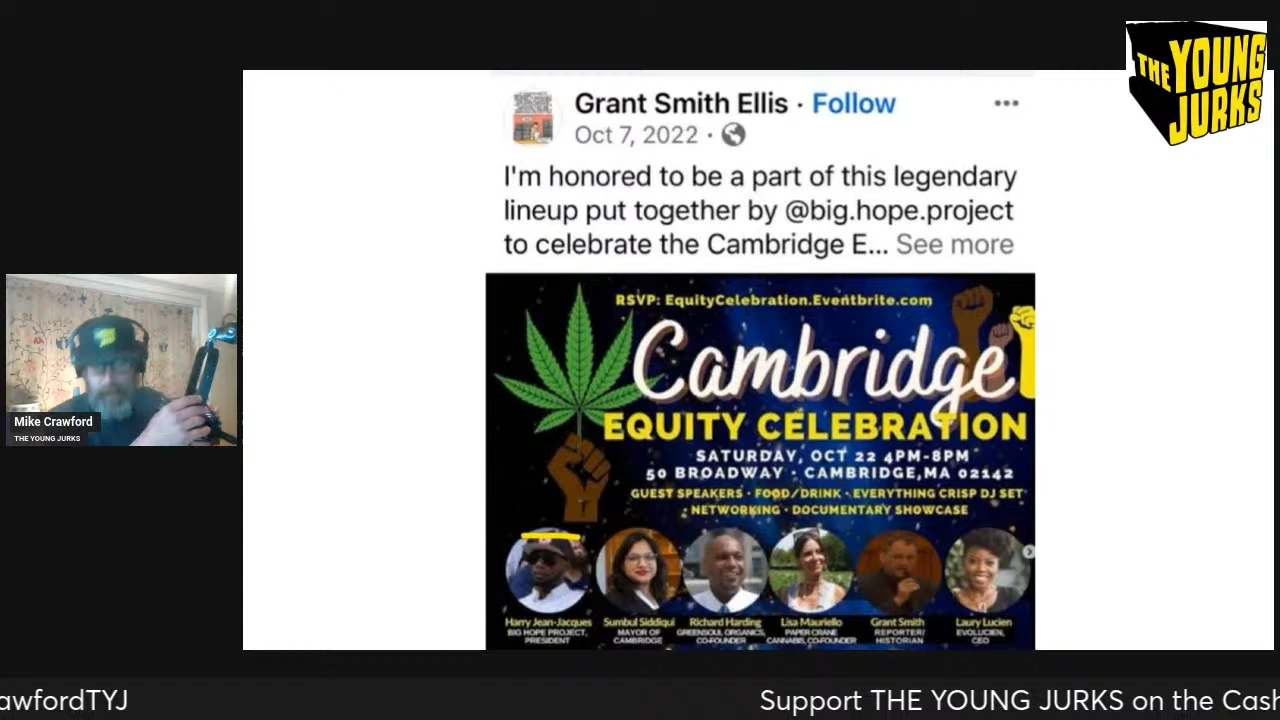 THE YOUNG
JURKS
Grant Smith Ellis · Follow
Oct 7, 2022 ·
I'm honored to be a part of this legendary
lineup put together by @big.hope.project
to celebrate the Cambridge E... See more
RSVP: EquityCelebration.Eventbrite.com
Cambridge
EQUITY CELEBRATION
SATURDAY, OCT 22 4PM-8PM
50 BROADWAY · CAMBRIDGE,MA 02142
GUEST SPEAKERS · FOOD/DRINK · EVERYTHING CRISP DJ SET
· NETWORKING · DOCUMENTARY SHOWCASE
Harry Jean-Jacques
BIG HOPE PROJECT,
PRESIDENT
Sumbul Siddiqui
MAYOR OF
CAMBRIDGE
Richard Harding
GREENSOUL ORGANICS,
CO-FOUNDER
Lisa Mauriello
PAPER CRANE
CANNABIS, CO-FOUNDER
Grant Smith
REPORTER/
HISTORIAN
Laury Lucien
EVOLUCIEN,
CEO
Mike Crawford
THE YOUNG JURKS
awfordTYJ
Support THE YOUNG JURKS on the Cash